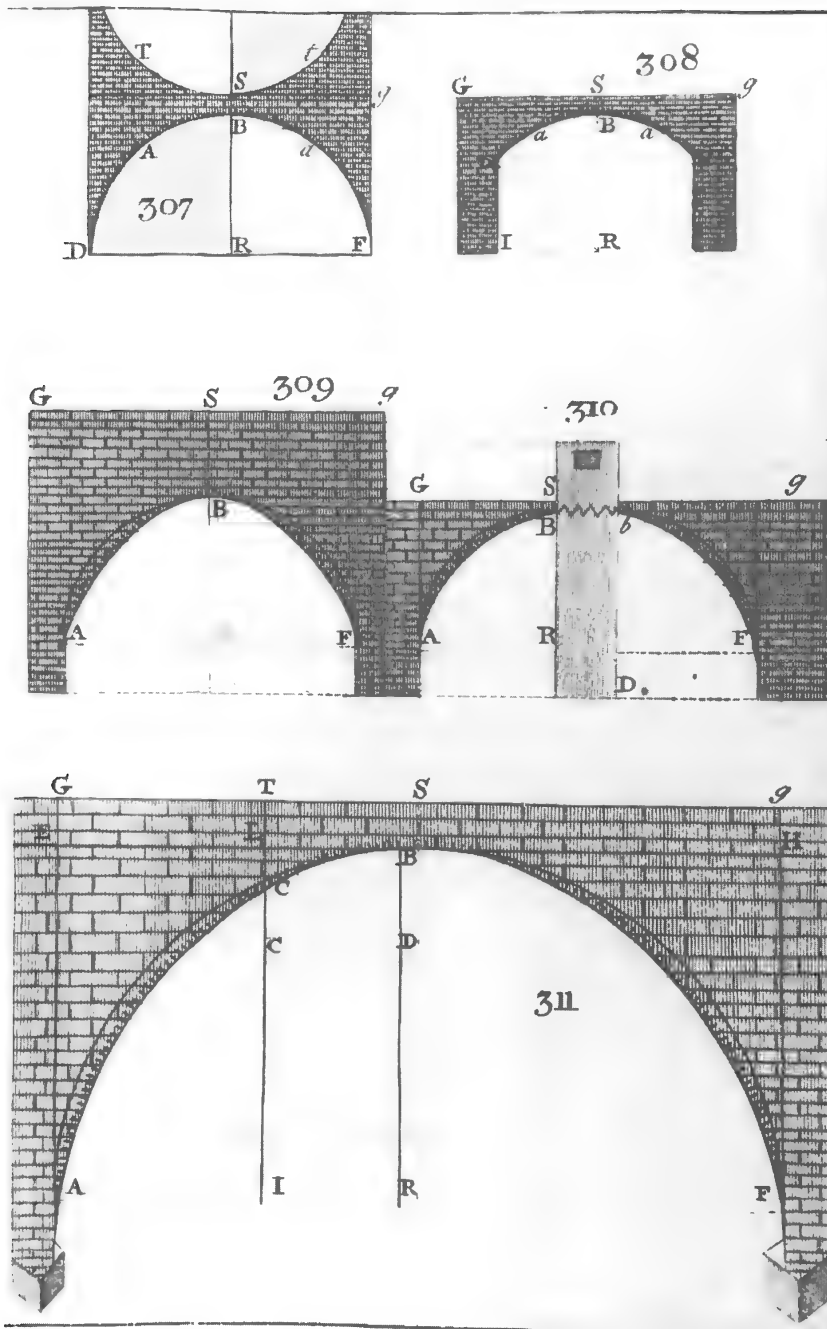 T t
S g
B
A a
307
D R F
308
G S g
a B a
I R
309
G S g
B
A F
310
G S g
B b
A R F
D
G T S g
E L H
B
C
C D
311
A I R F